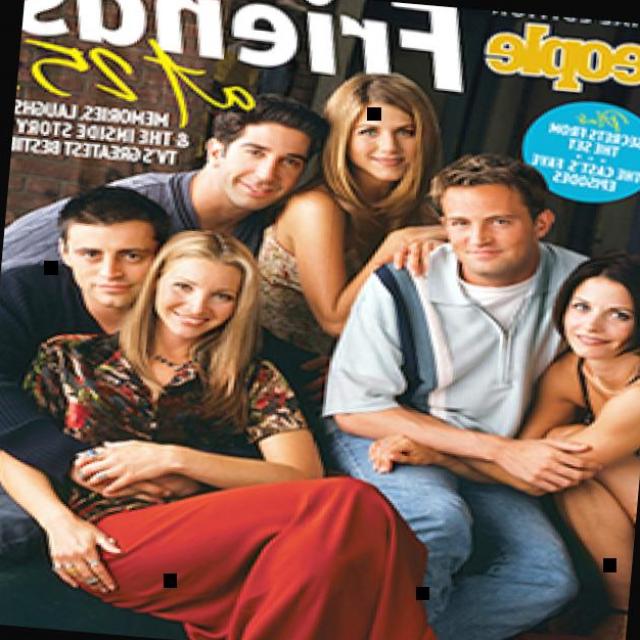 People
Friends
at 25
MEMORIES, LAUGHS
& THE INSIDE STORY
TV'S GREATEST
Plus
SECRETS FROM
THE SET
THE CAST'S FAVE
EPISODES